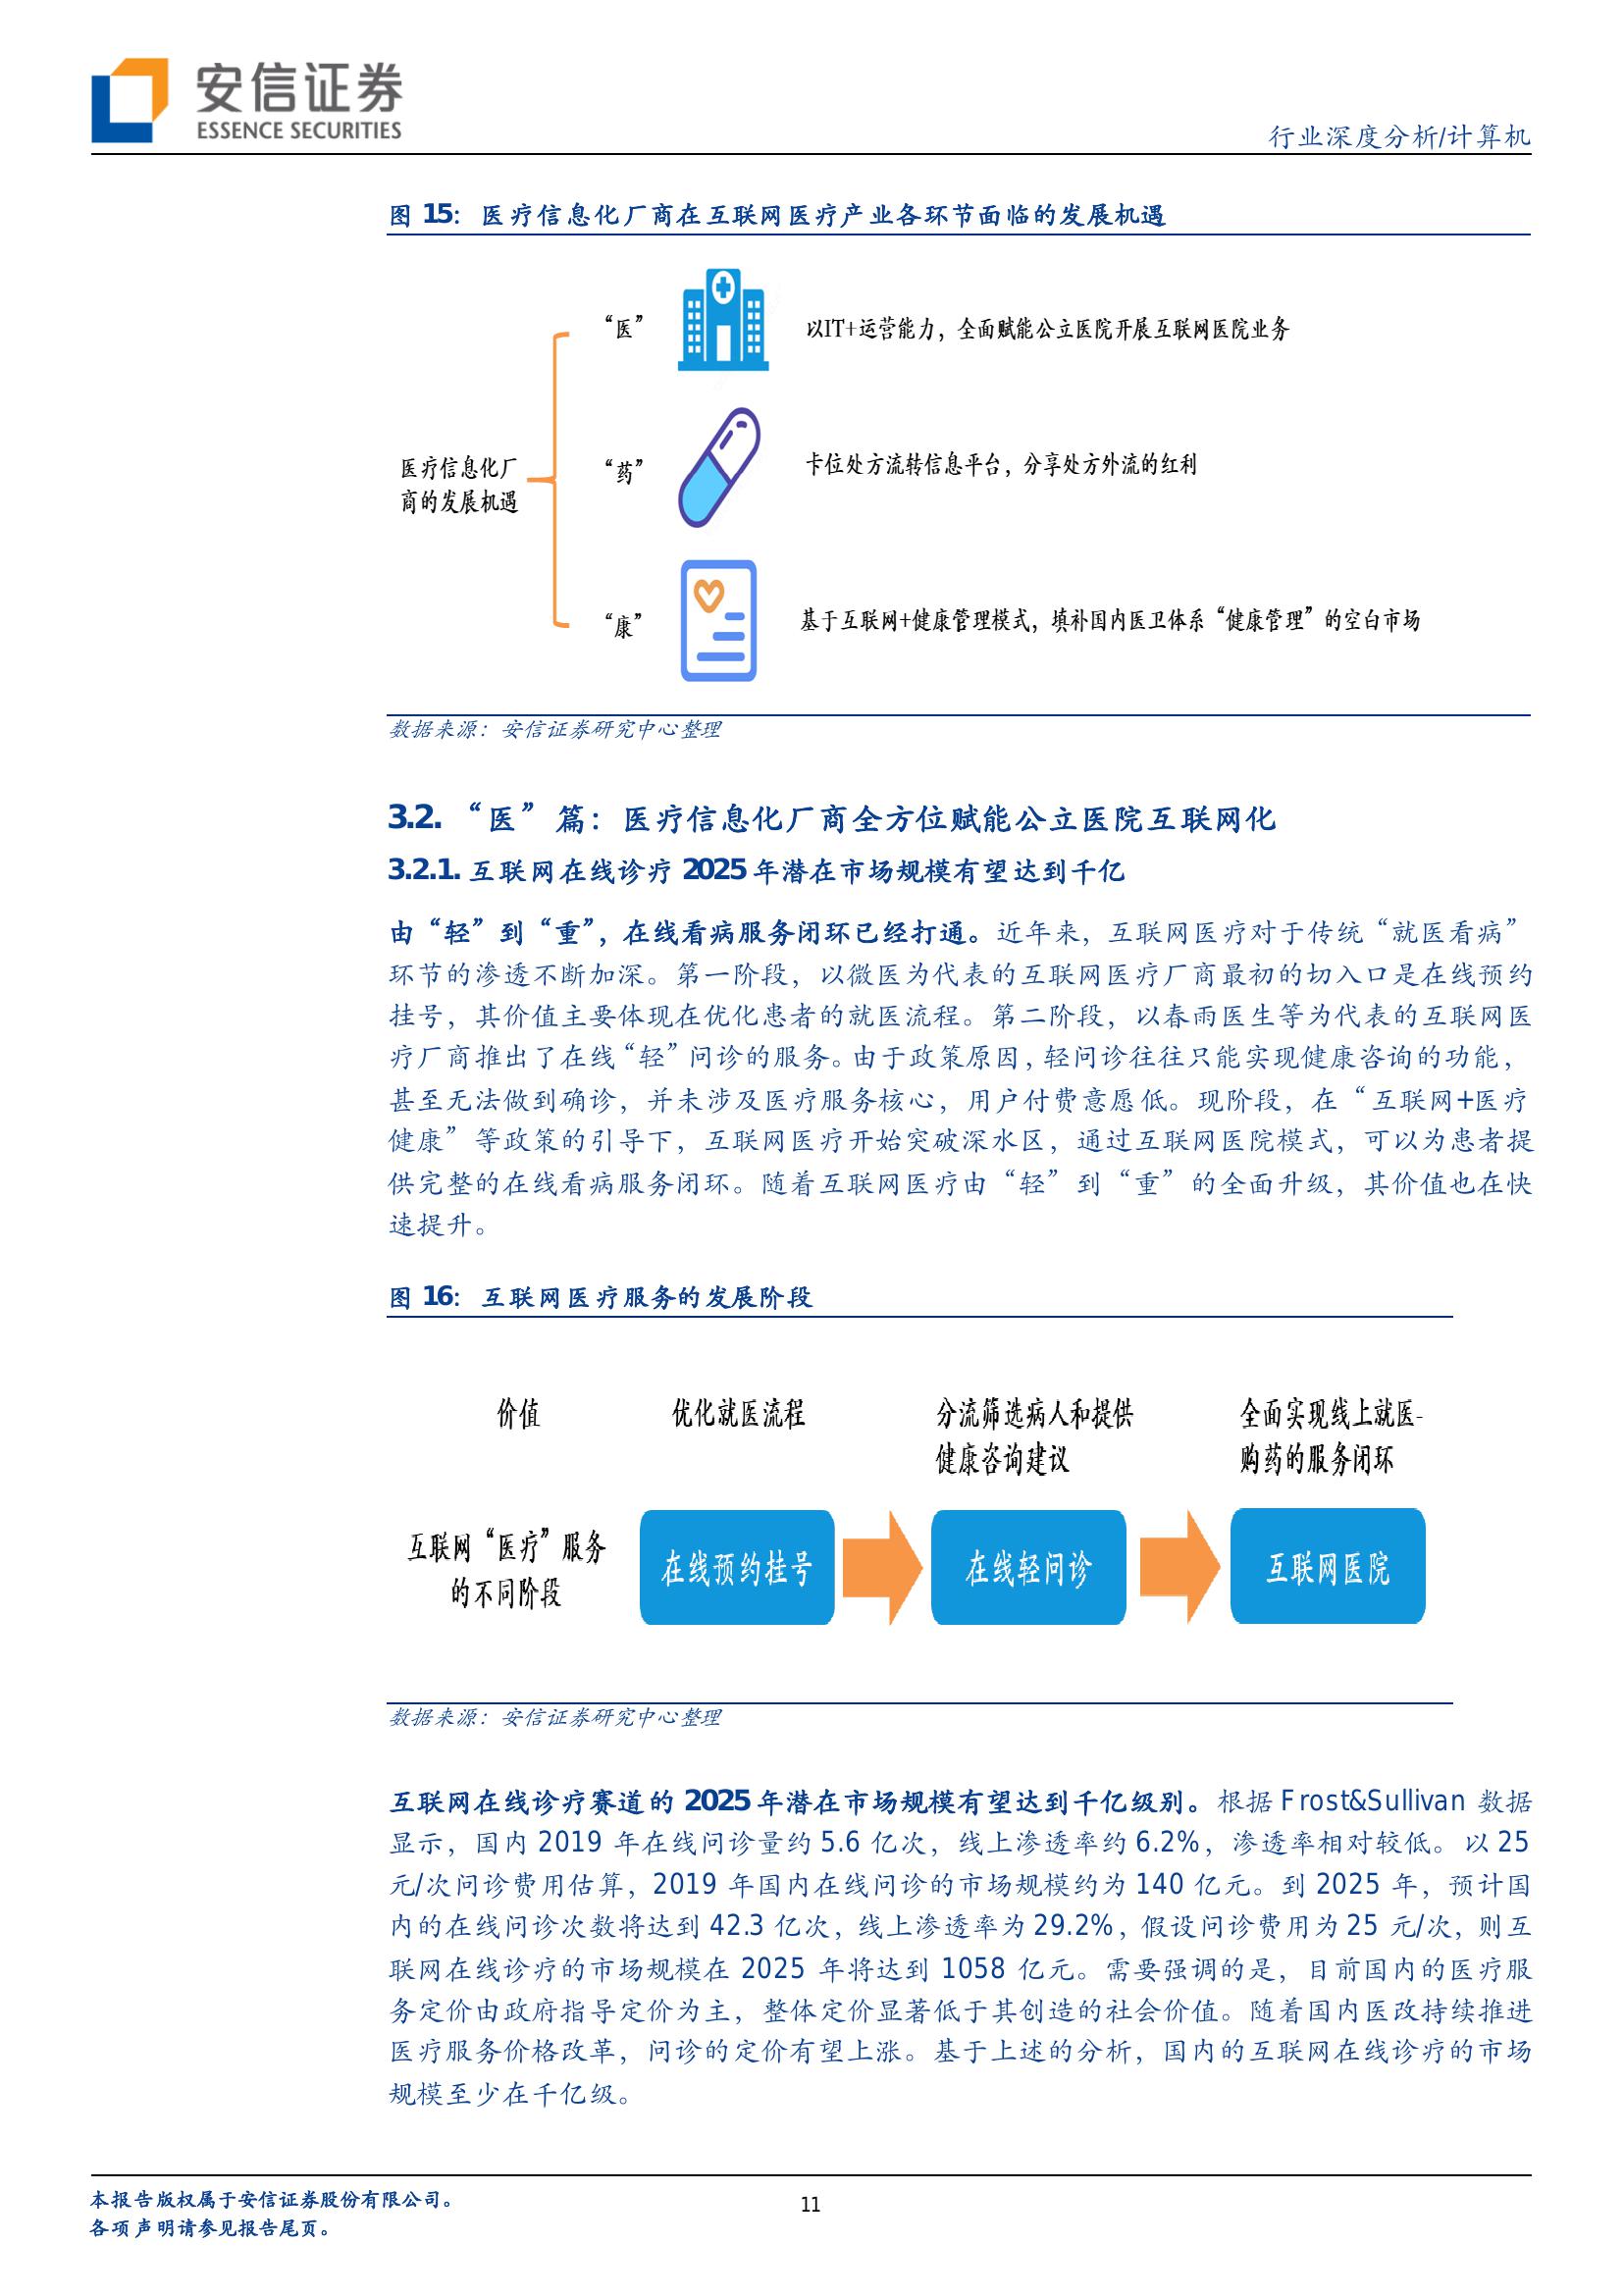 安信证券
ESSENCE SECURITIES
行业深度分析/计算机
图 15： 医疗信息化厂商在互联网医疗产业各环节面临的发展机遇
“医”
以IT+运营能力，全面赋能公立医院开展互联网医院业务
医疗信息化厂
商的发展机遇
“药”
卡位处方流转信息平台，分享处方外流的红利
“康”
基于互联网+健康管理模式，填补国内医卫体系“健康管理”的空白市场
数据来源：安信证券研究中心整理
3.2. “医”篇：医疗信息化厂商全方位赋能公立医院互联网化
3.2.1. 互联网在线诊疗 2025 年潜在市场规模有望达到千亿
由“轻”到“重”，在线看病服务闭环已经打通。近年来，互联网医疗对于传统“就医看病”
环节的渗透不断加深。第一阶段，以微医为代表的互联网医疗厂商最初的切入口是在线预约
挂号，其价值主要体现在优化患者的就医流程。第二阶段，以春雨医生等为代表的互联网医
疗厂商推出了在线“轻”问诊的服务。由于政策原因，轻问诊往往只能实现健康咨询的功能，
甚至无法做到确诊，并未涉及医疗服务核心，用户付费意愿低。现阶段，在“互联网+医疗
健康”等政策的引导下，互联网医疗开始突破深水区，通过互联网医院模式，可以为患者提
供完整的在线看病服务闭环。随着互联网医疗由“轻”到“重”的全面升级，其价值也在快
速提升。
图 16： 互联网医疗服务的发展阶段
价值
优化就医流程
分流筛选病人和提供
健康咨询建议
全面实现线上就医-
购药的服务闭环
互联网“医疗”服务
的不同阶段
在线预约挂号
在线轻问诊
互联网医院
数据来源：安信证券研究中心整理
互联网在线诊疗赛道的 2025 年潜在市场规模有望达到千亿级别。根据 Frost&Sullivan 数据
显示，国内 2019 年在线问诊量约 5.6 亿次，线上渗透率约 6.2%，渗透率相对较低。以 25
元/次问诊费用估算，2019 年国内在线问诊的市场规模约为 140 亿元。到 2025 年，预计国
内的在线问诊次数将达到 42.3 亿次，线上渗透率为 29.2%，假设问诊费用为 25 元/次，则互
联网在线诊疗的市场规模在 2025 年将达到 1058 亿元。需要强调的是，目前国内的医疗服
务定价由政府指导定价为主，整体定价显著低于其创造的社会价值。随着国内医改持续推进
医疗服务价格改革，问诊的定价有望上涨。基于上述的分析，国内的互联网在线诊疗的市场
规模至少在千亿级。
本报告版权属于安信证券股份有限公司。
各项声明请参见报告尾页。
11